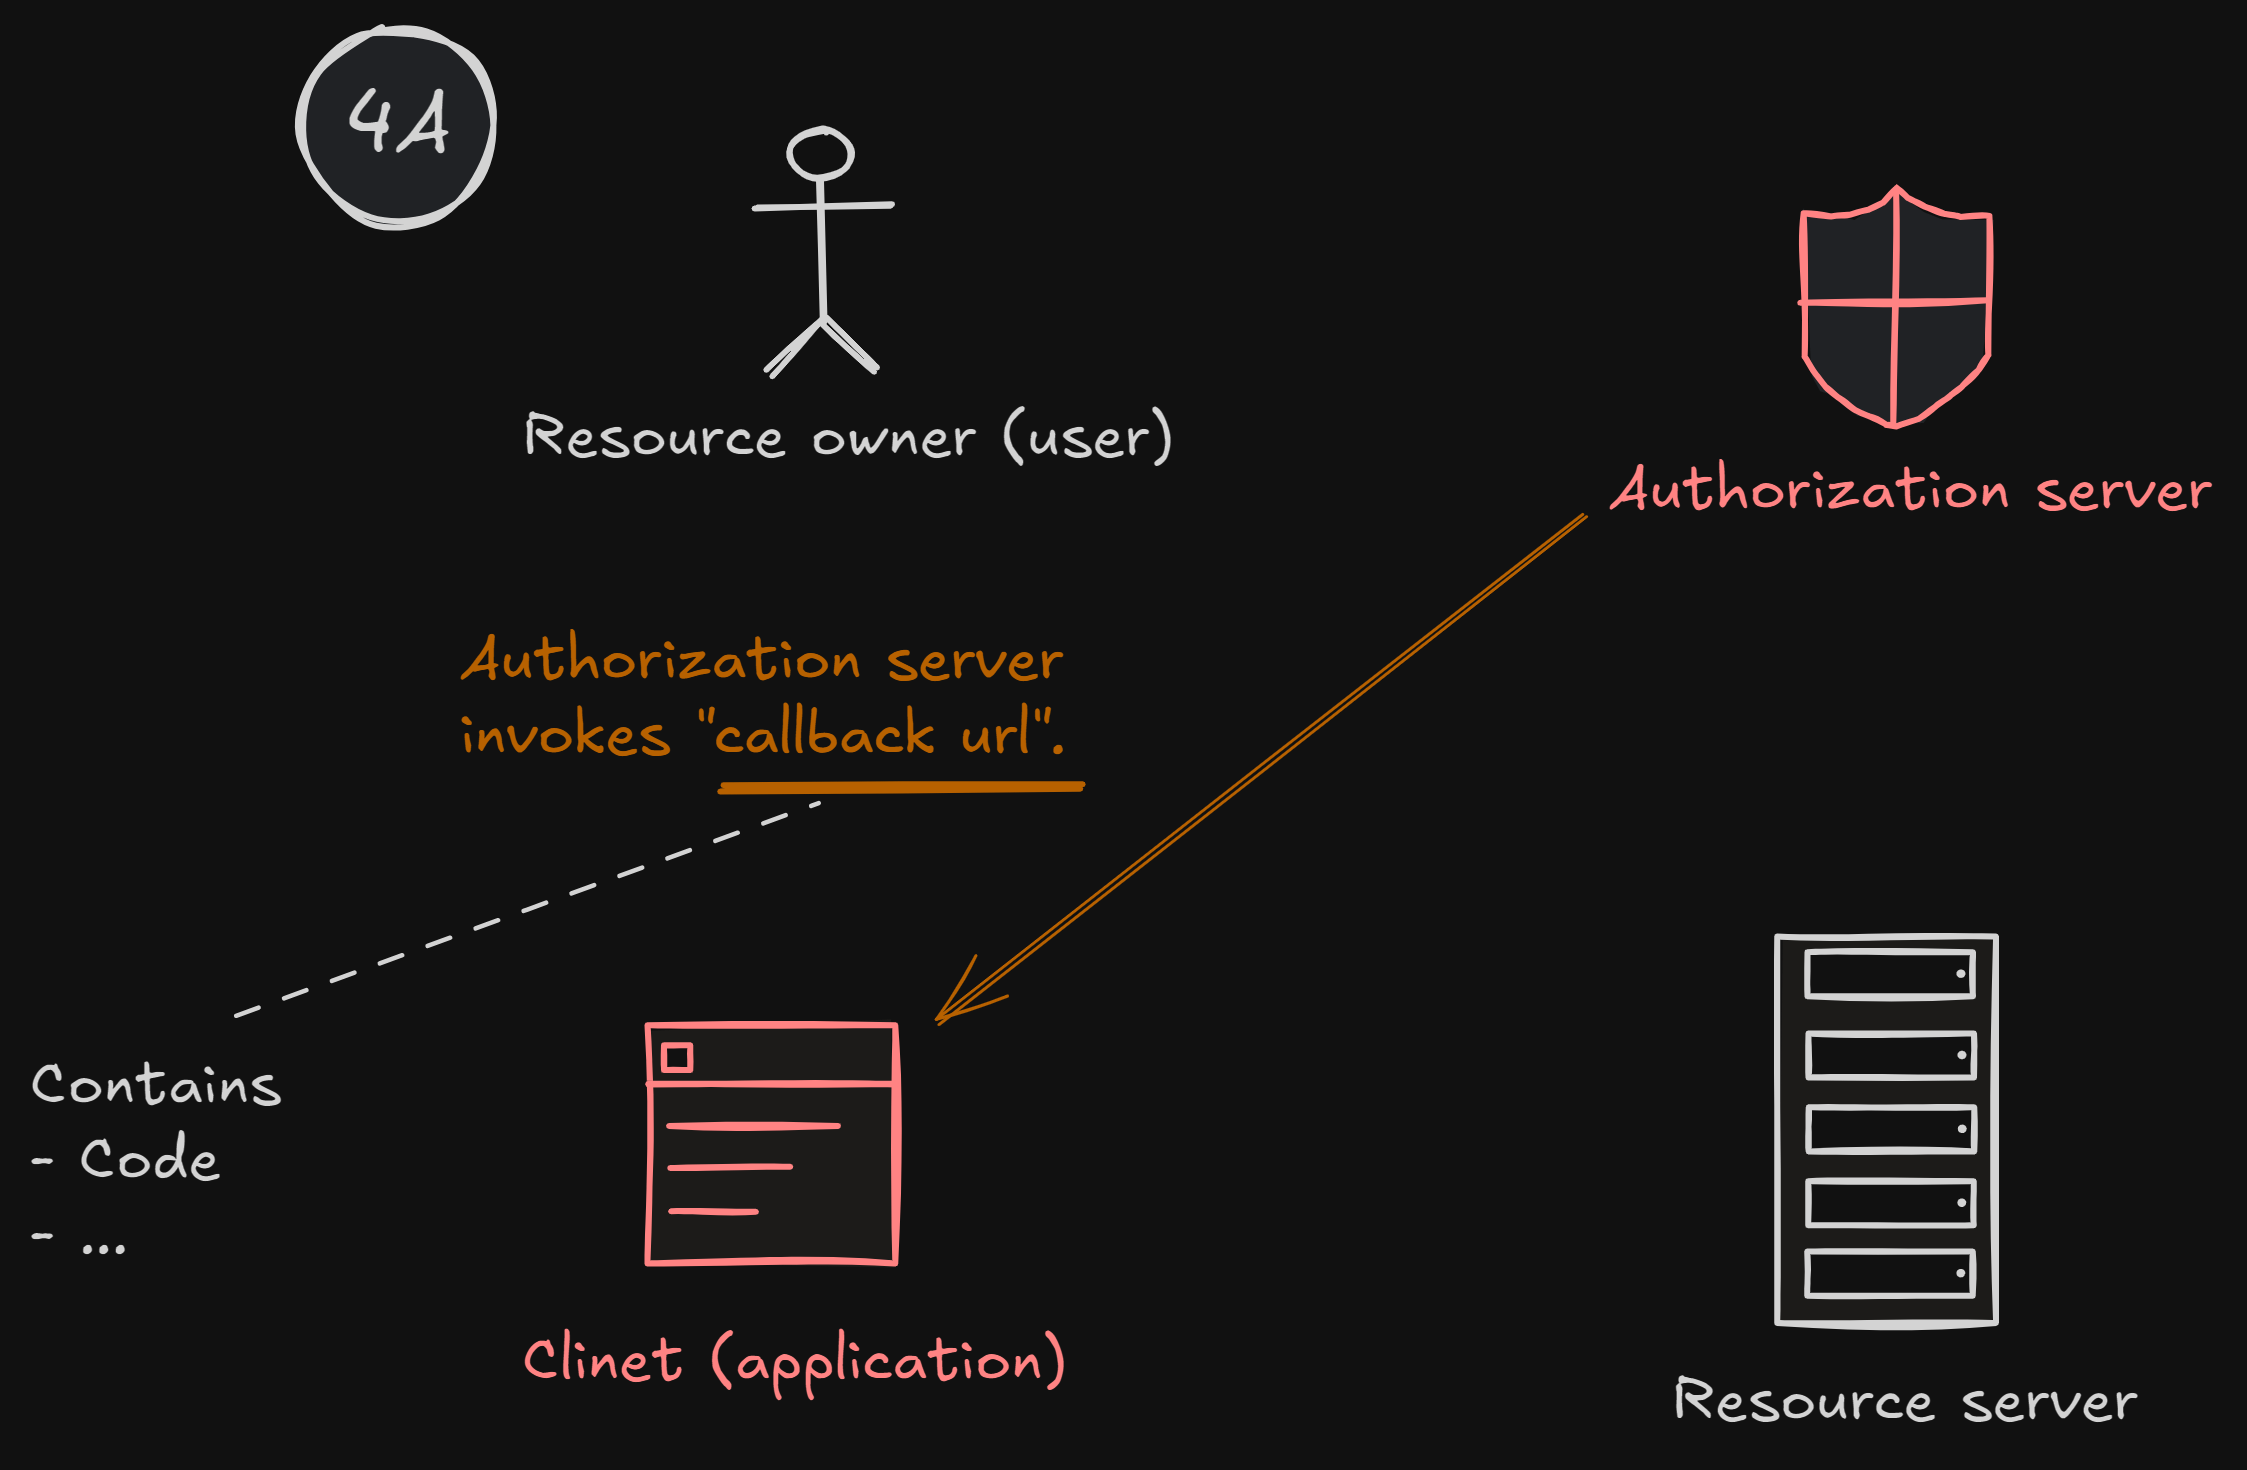 4A
Resource owner (user)
Authorization server
Authorization server
invokes "callback url".
Contains
- Code
- ...
Clinet (application)
Resource server